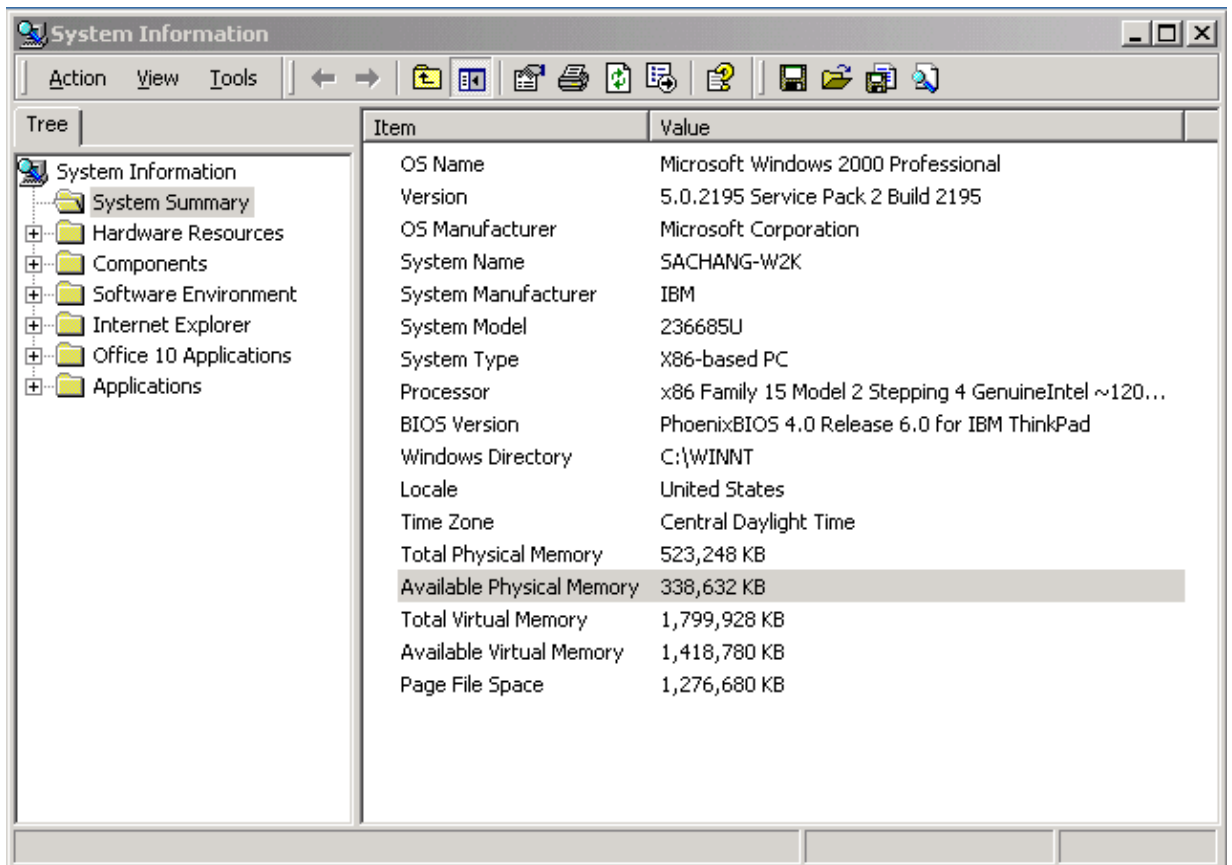 System Information
Action View Tools
Tree
System Information
System Summary
Hardware Resources
Components
Software Environment
Internet Explorer
Office 10 Applications
Applications
Item Value
OS Name Microsoft Windows 2000 Professional
Version 5.0.2195 Service Pack 2 Build 2195
OS Manufacturer Microsoft Corporation
System Name SACHANG-W2K
System Manufacturer IBM
System Model 236685U
System Type X86-based PC
Processor x86 Family 15 Model 2 Stepping 4 GenuineIntel ~120...
BIOS Version PhoenixBIOS 4.0 Release 6.0 for IBM ThinkPad
Windows Directory C:\WINNT
Locale United States
Time Zone Central Daylight Time
Total Physical Memory 523,248 KB
Available Physical Memory 338,632 KB
Total Virtual Memory 1,799,928 KB
Available Virtual Memory 1,418,780 KB
Page File Space 1,276,680 KB